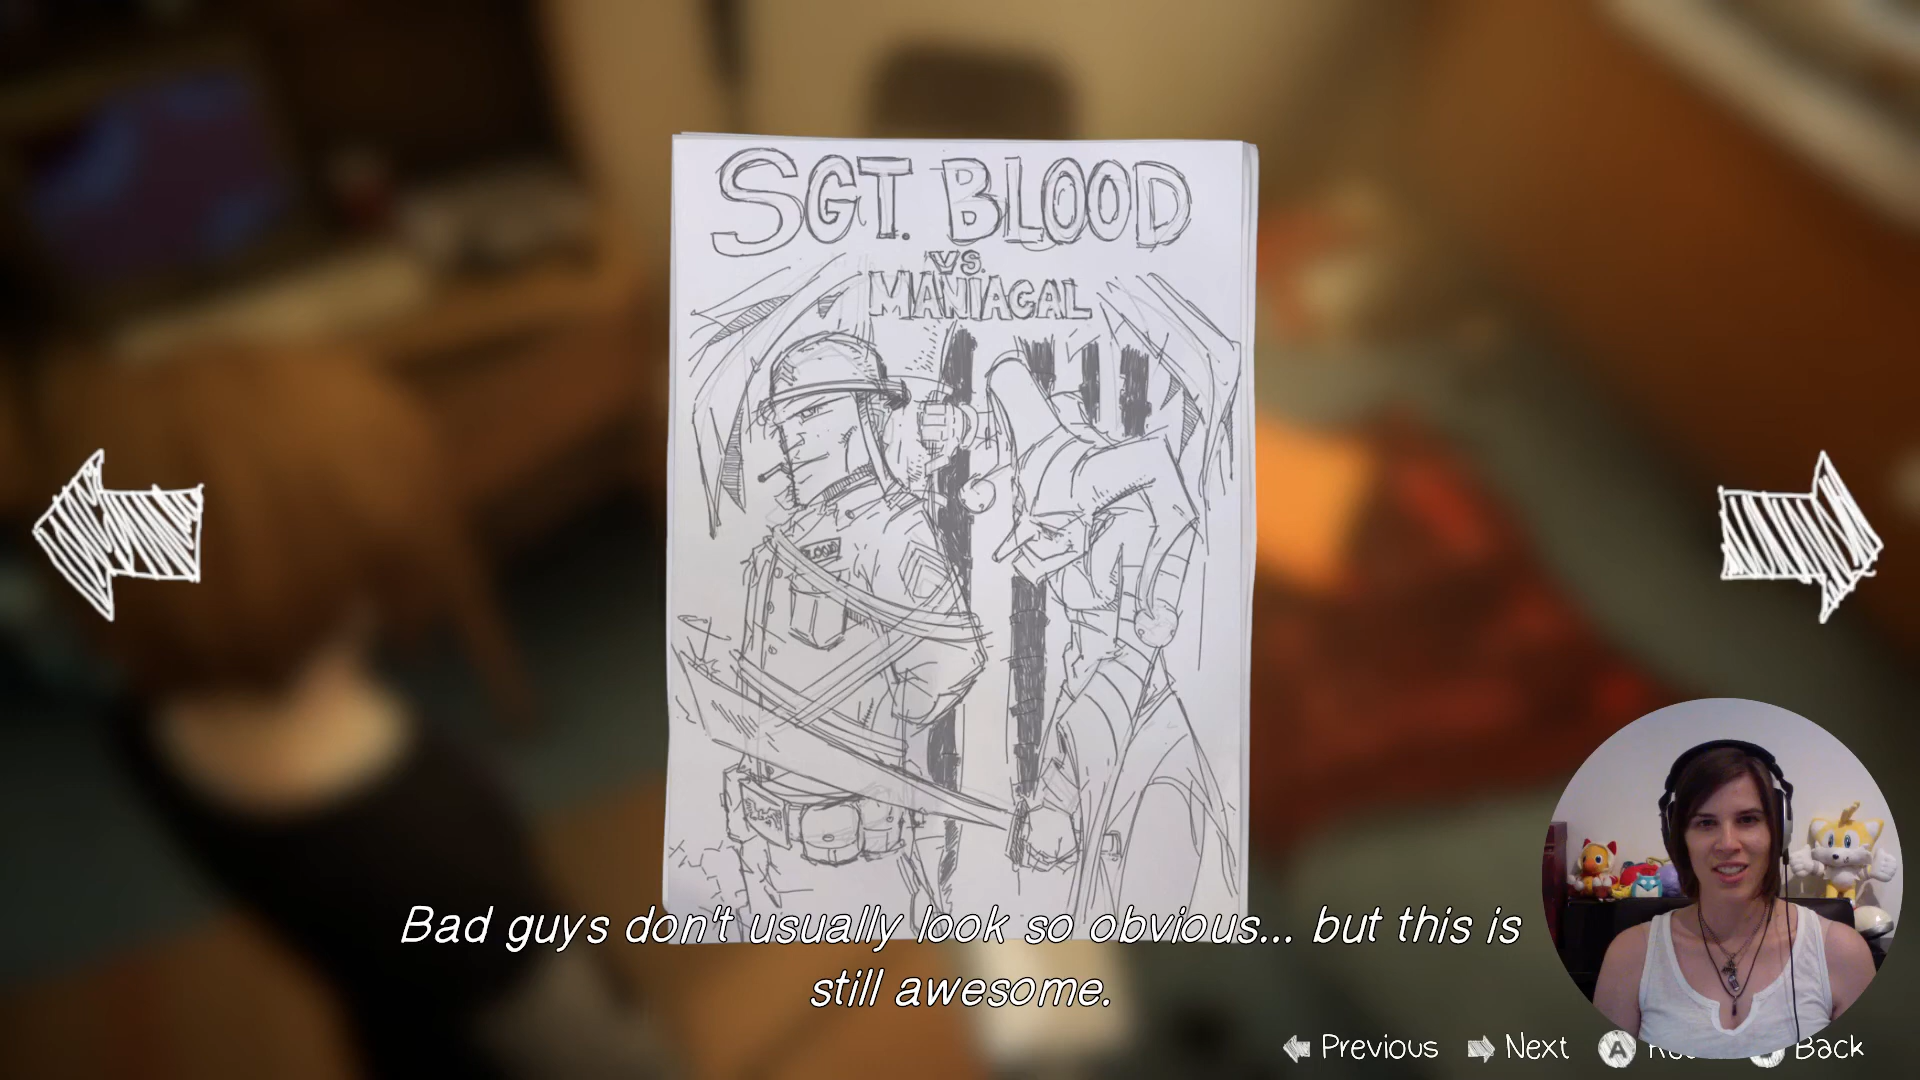 SGT. BLOOD
VS.
MANIACAL
BLOOD
Bad guys don't usually look so obvious... but this is
still awesome.
Previous Next A Back